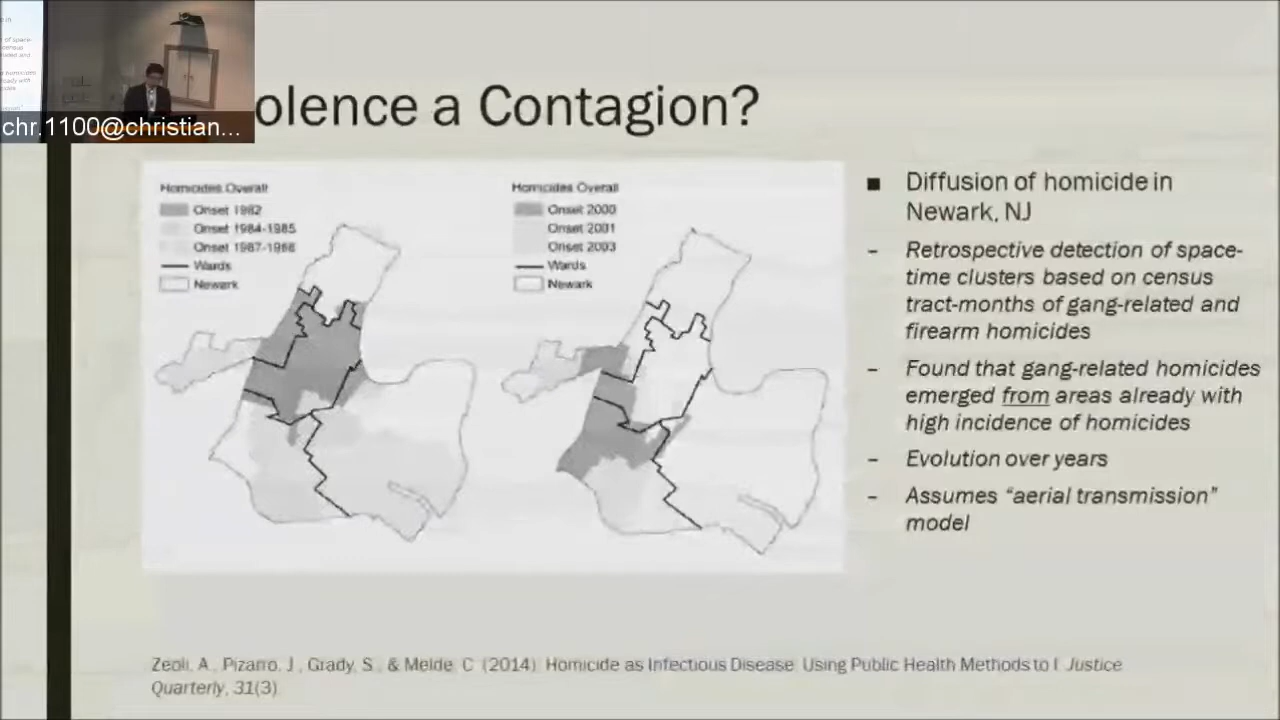 chr.1100@christian...
olence a Contagion?
Homicides Overall
Onset 1982
Onset 1984-1985
Onset 1987-1988
Wards
Newark
Homicides Overall
Onset 2000
Onset 2001
Onset 2003
Wards
Newark
■ Diffusion of homicide in
Newark, NJ
- Retrospective detection of space-
time clusters based on census
tract-months of gang-related and
firearm homicides
- Found that gang-related homicides
emerged from areas already with
high incidence of homicides
- Evolution over years
- Assumes "aerial transmission"
model
Zeoli, A., Pizarro, J., Grady, S., & Melde, C. (2014). Homicide as Infectious Disease: Using Public Health Methods to I. Justice
Quarterly, 31(3).